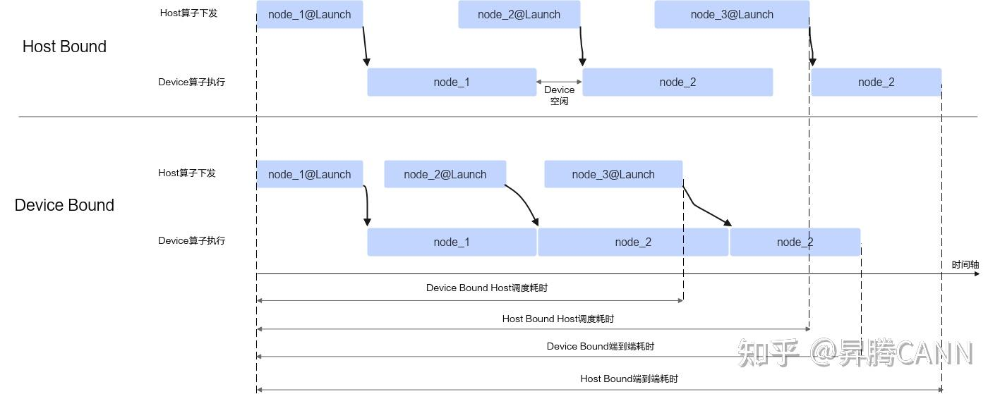 Host算子下发
node_1@Launch
node_2@Launch
node_3@Launch
Host Bound
Device算子执行
node_1
Device
空闲
node_2
node_2
Host算子下发
node_1@Launch
node_2@Launch
node_3@Launch
Device Bound
Device算子执行
node_1
node_2
node_2
时间轴
Device Bound Host调度耗时
Host Bound Host调度耗时
Device Bound端到端耗时
知乎 @昇腾CANN
Host Bound端到端耗时